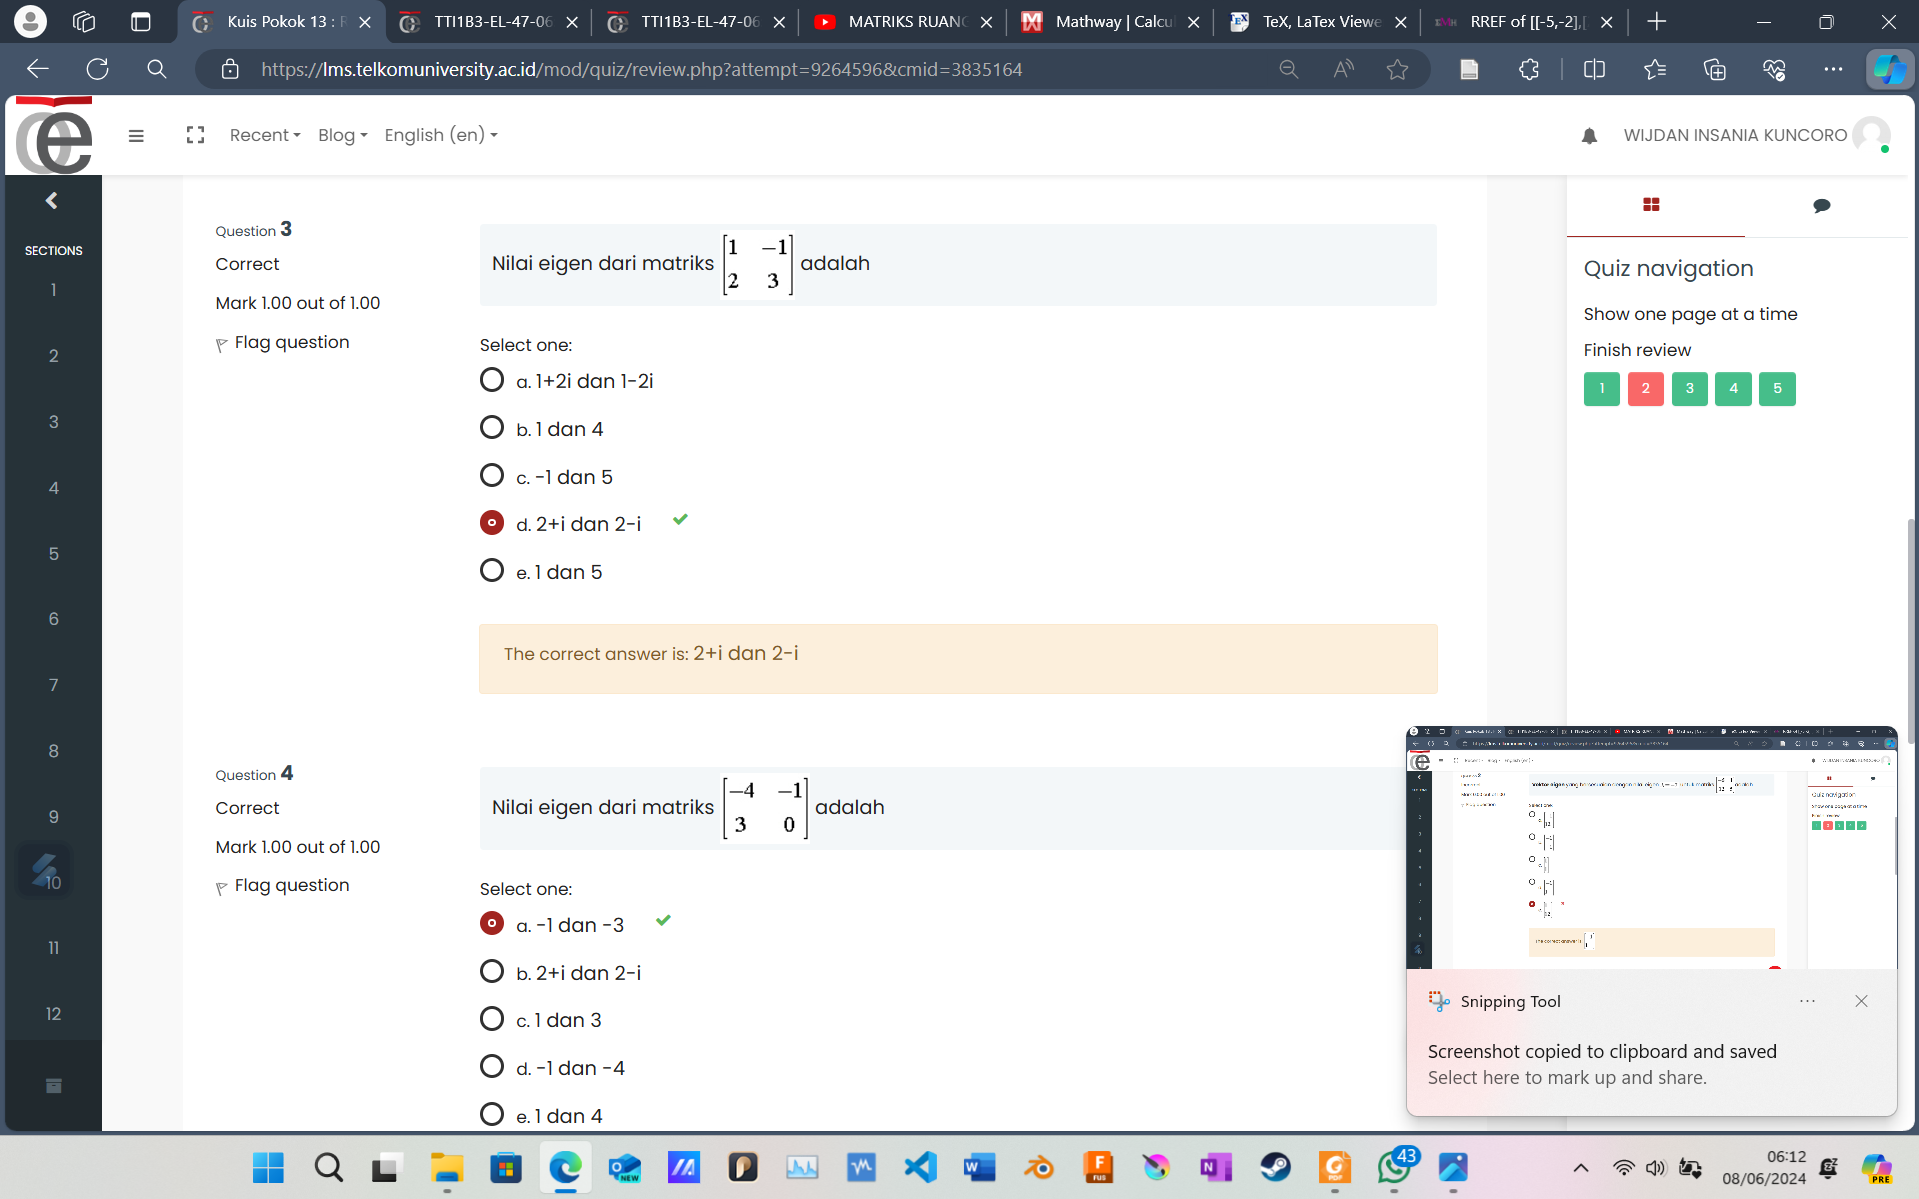 Kuis Pokok 13 : R
TTI1B3-EL-47-06
TTI1B3-EL-47-06
MATRIKS RUANG
Mathway | Calcu
TeX, LaTex Viewe
RREF of [[-5,-2],[
https://lms.telkomuniversity.ac.id/mod/quiz/review.php?attempt=9264596&cmid=3835164
Recent
Blog
English (en)
WIJDAN INSANIA KUNCORO
SECTIONS
1
2
3
4
5
6
7
8
9
10
11
12
Question 3
Correct
Mark 1.00 out of 1.00
Flag question
Nilai eigen dari matriks [1 -1
2 3] adalah
Select one:
a. 1+2i dan 1-2i
b. 1 dan 4
c. -1 dan 5
d. 2+i dan 2-i
e. 1 dan 5
The correct answer is: 2+i dan 2-i
Question 4
Correct
Mark 1.00 out of 1.00
Flag question
Nilai eigen dari matriks [-4 -1
3 0] adalah
Select one:
a. -1 dan -3
b. 2+i dan 2-i
c. 1 dan 3
d. -1 dan -4
e. 1 dan 4
Quiz navigation
Show one page at a time
Finish review
1 2 3 4 5
Snipping Tool
Screenshot copied to clipboard and saved
Select here to mark up and share.
NEW
FUS
PDF
43
06:12
08/06/2024
PRE